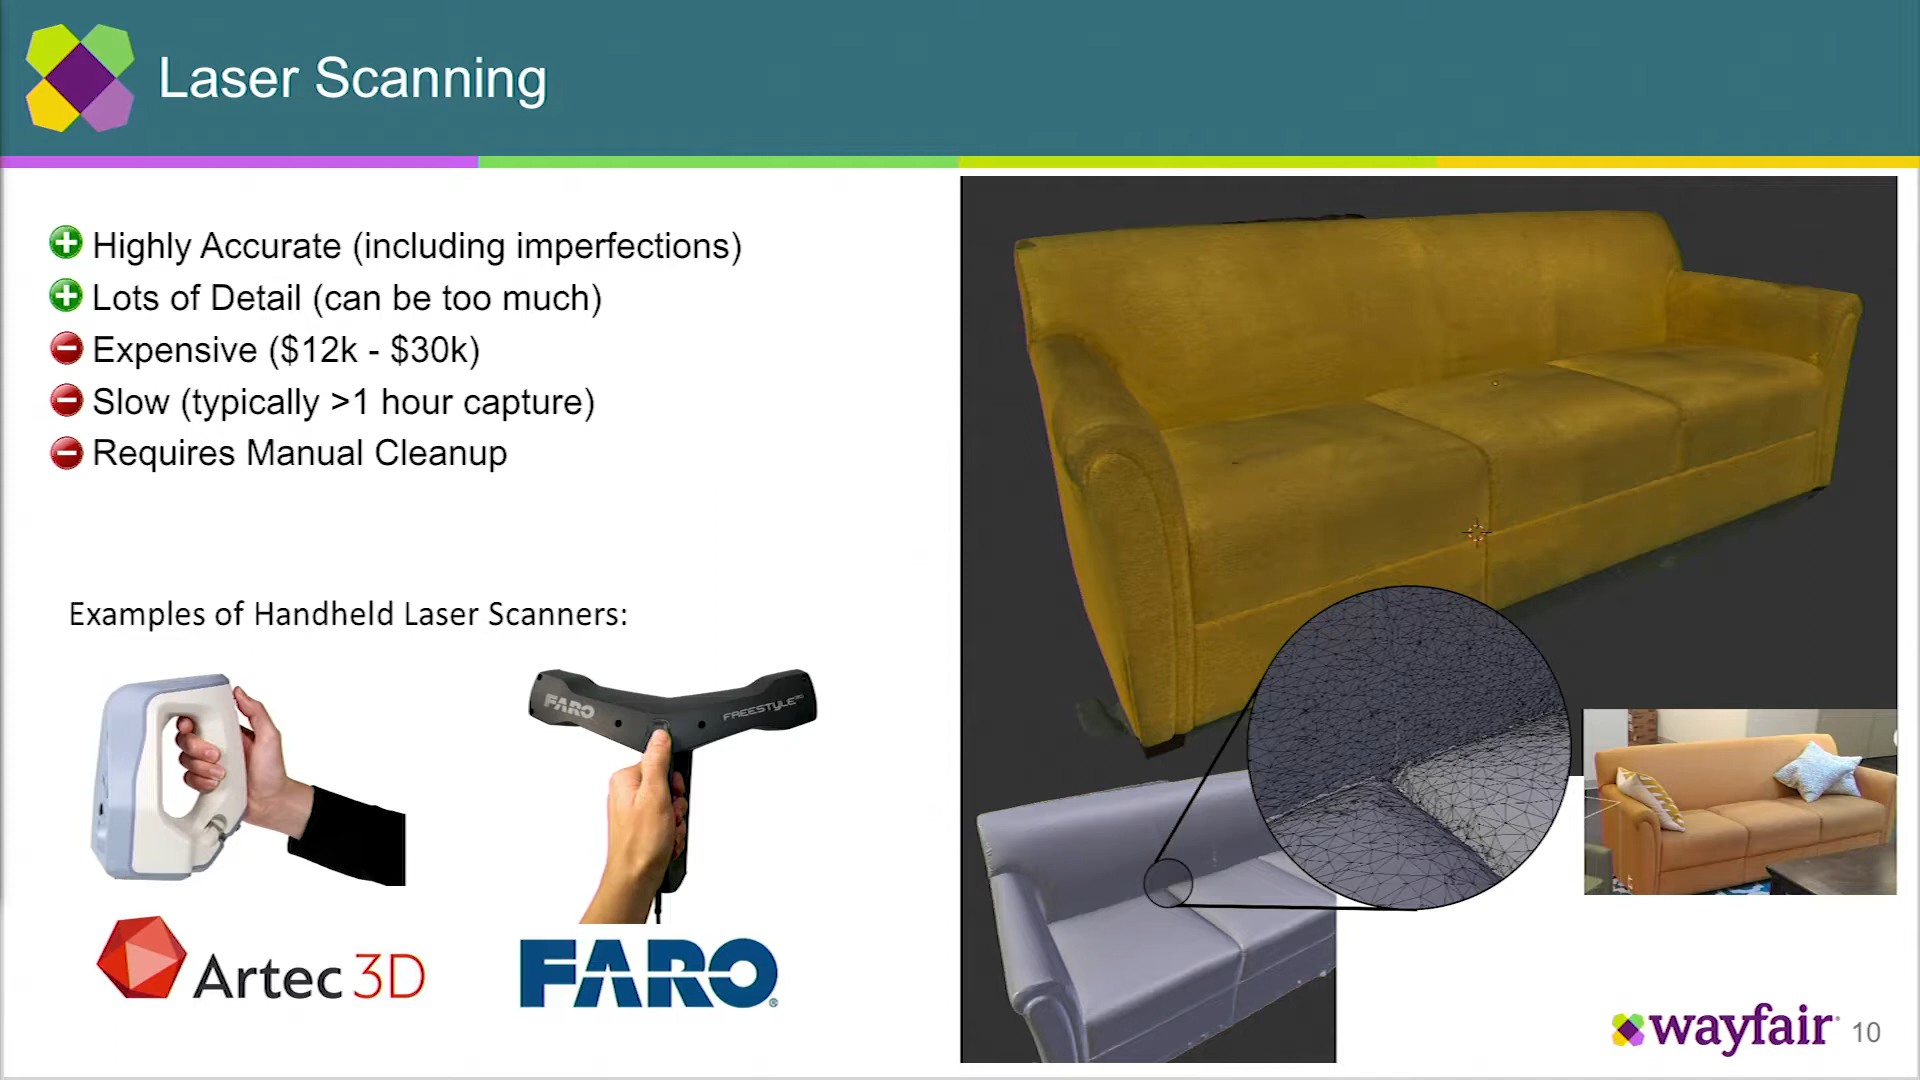 Laser Scanning
Highly Accurate (including imperfections)
Lots of Detail (can be too much)
Expensive ($12k - $30k)
Slow (typically >1 hour capture)
Requires Manual Cleanup
Examples of Handheld Laser Scanners:
FARO
FREESTYLE3D
Artec 3D
FARO®
wayfair
10